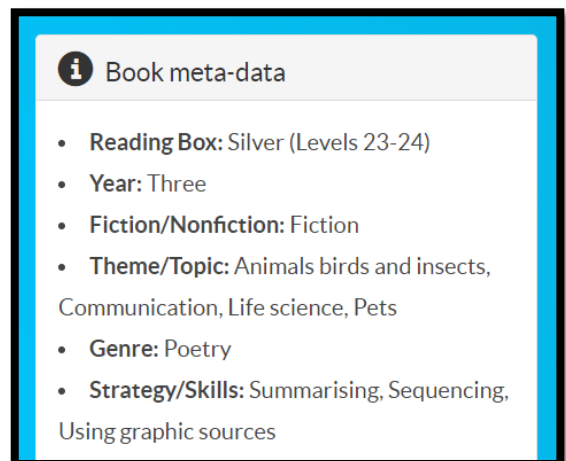 Book meta-data
• Reading Box: Silver (Levels 23-24)
• Year: Three
• Fiction/Nonfiction: Fiction
• Theme/Topic: Animals birds and insects,
Communication, Life science, Pets
• Genre: Poetry
• Strategy/Skills: Summarising, Sequencing,
Using graphic sources